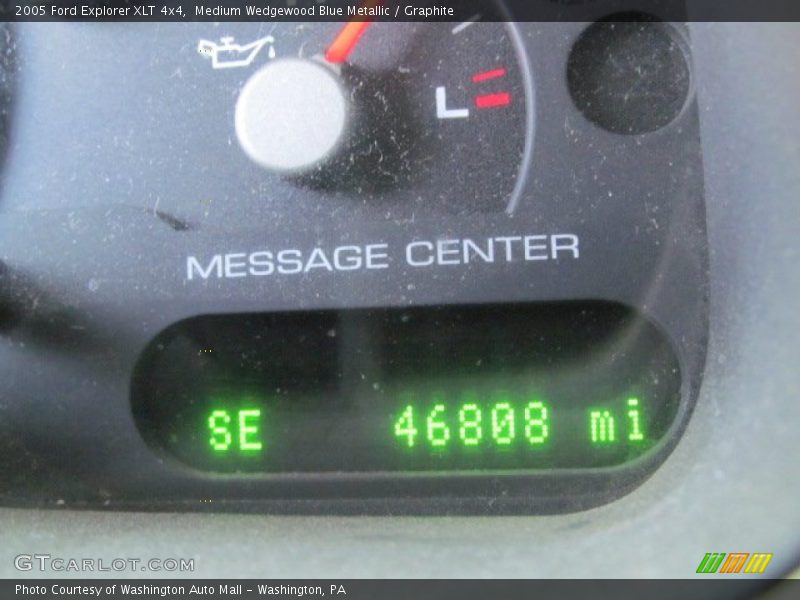 2005 Ford Explorer XLT 4x4, Medium Wedgewood Blue Metallic / Graphite
L
MESSAGE CENTER
SE 46808 mi
GTCARLOT.COM
Photo Courtesy of Washington Auto Mall - Washington, PA